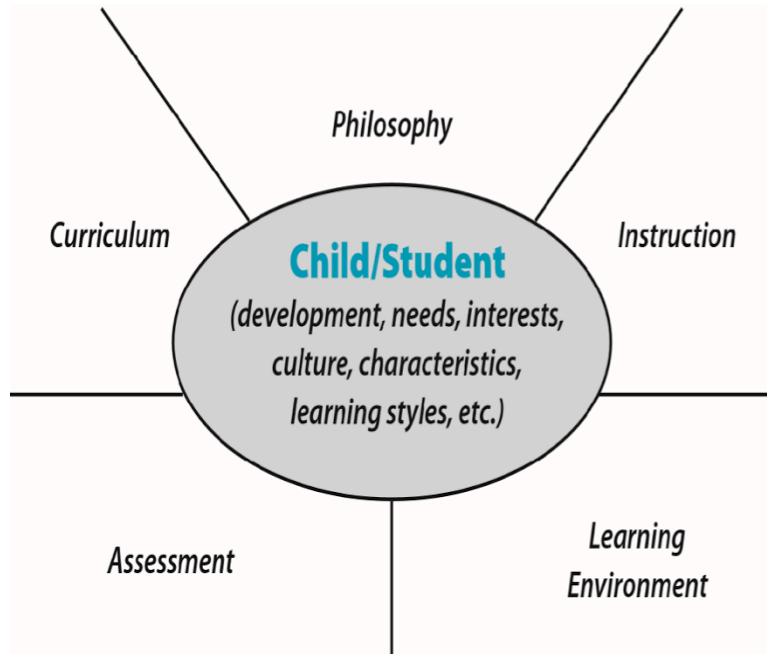 Philosophy
Curriculum
Instruction
Child/Student
(development, needs, interests,
culture, characteristics,
learning styles, etc.)
Assessment
Learning
Environment